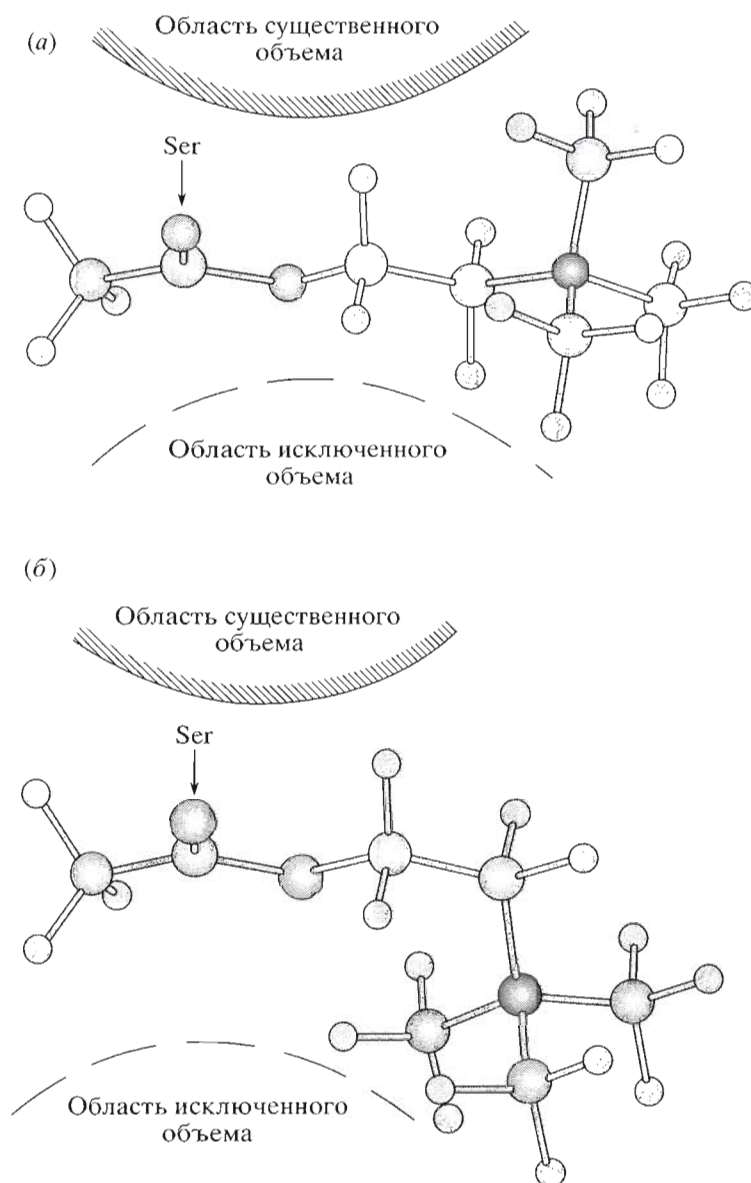 (а)
Область существенного
объема
Ser
Область исключенного
объема
(б)
Область существенного
объема
Ser
Область исключенного
объема